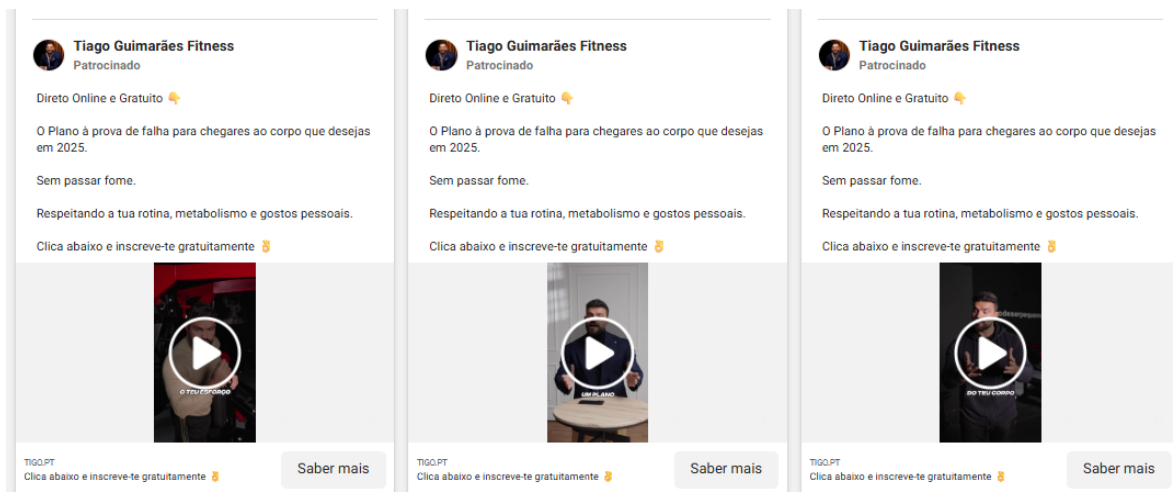 Tiago Guimarães Fitness
Patrocinado
Direto Online e Gratuito 👇
O Plano à prova de falha para chegares ao corpo que desejas
em 2025.
Sem passar fome.
Respeitando a tua rotina, metabolismo e gostos pessoais.
Clica abaixo e inscreve-te gratuitamente 👌
O TEU ESFORÇO
TIGO.PT
Clica abaixo e inscreve-te gratuitamente 👌
Saber mais
Tiago Guimarães Fitness
Patrocinado
Direto Online e Gratuito 👇
O Plano à prova de falha para chegares ao corpo que desejas
em 2025.
Sem passar fome.
Respeitando a tua rotina, metabolismo e gostos pessoais.
Clica abaixo e inscreve-te gratuitamente 👌
UM PLANO
TIGO.PT
Clica abaixo e inscreve-te gratuitamente 👌
Saber mais
Tiago Guimarães Fitness
Patrocinado
Direto Online e Gratuito 👇
O Plano à prova de falha para chegares ao corpo que desejas
em 2025.
Sem passar fome.
Respeitando a tua rotina, metabolismo e gostos pessoais.
Clica abaixo e inscreve-te gratuitamente 👌
DO TEU CORPO
TIGO.PT
Clica abaixo e inscreve-te gratuitamente 👌
Saber mais